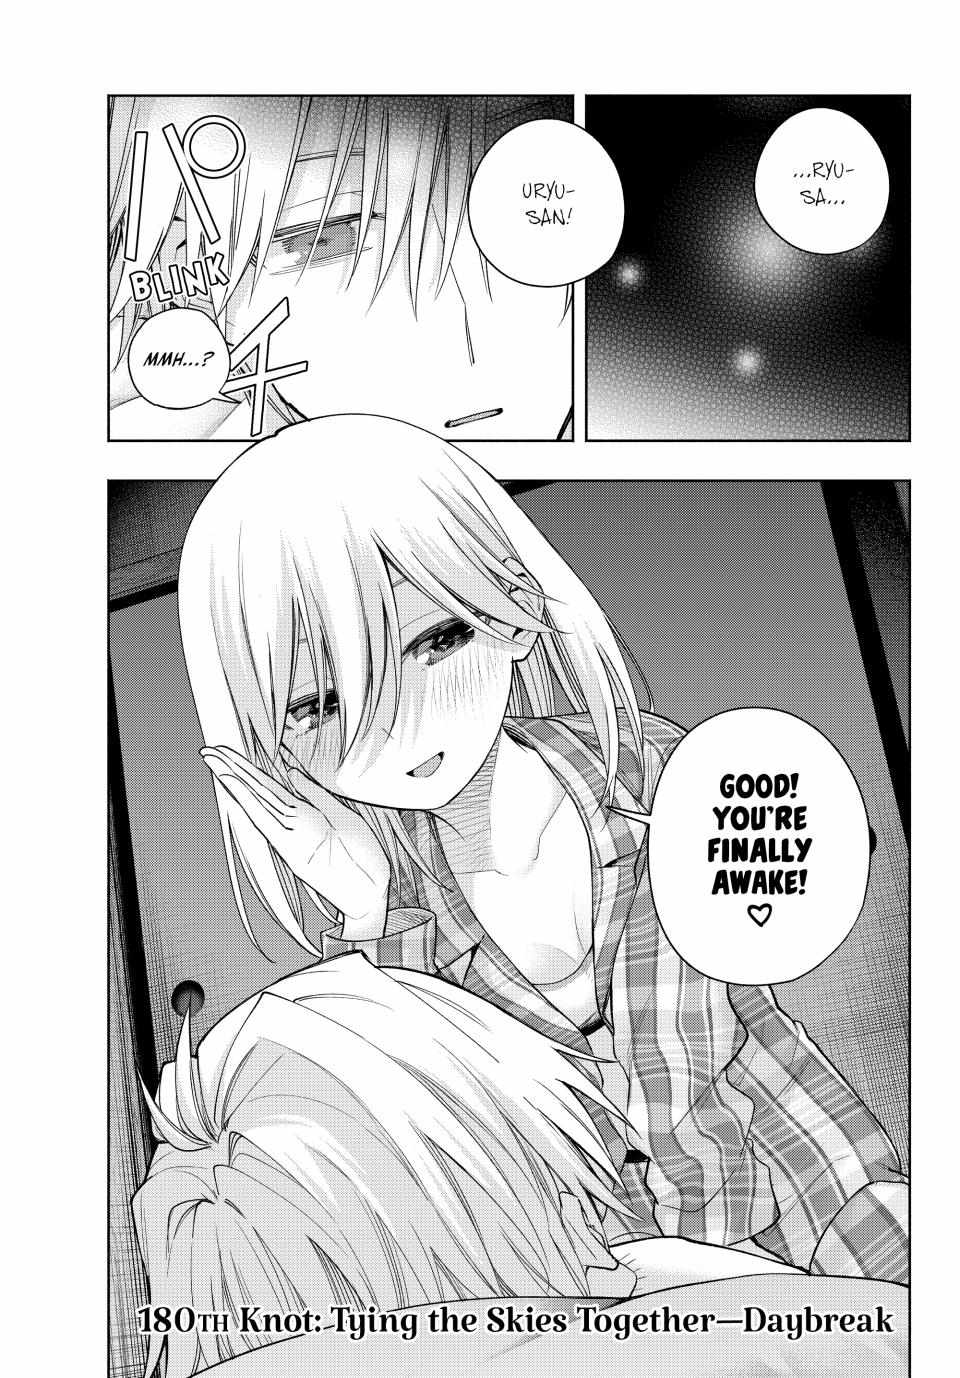 ...RYU-
SA...
URYU-
SAN!
パチ
BLINK
MMH...?
GOOD!
YOU'RE
FINALLY
AWAKE!
♡
180TH Knot: Tying the Skies Together—Daybreak